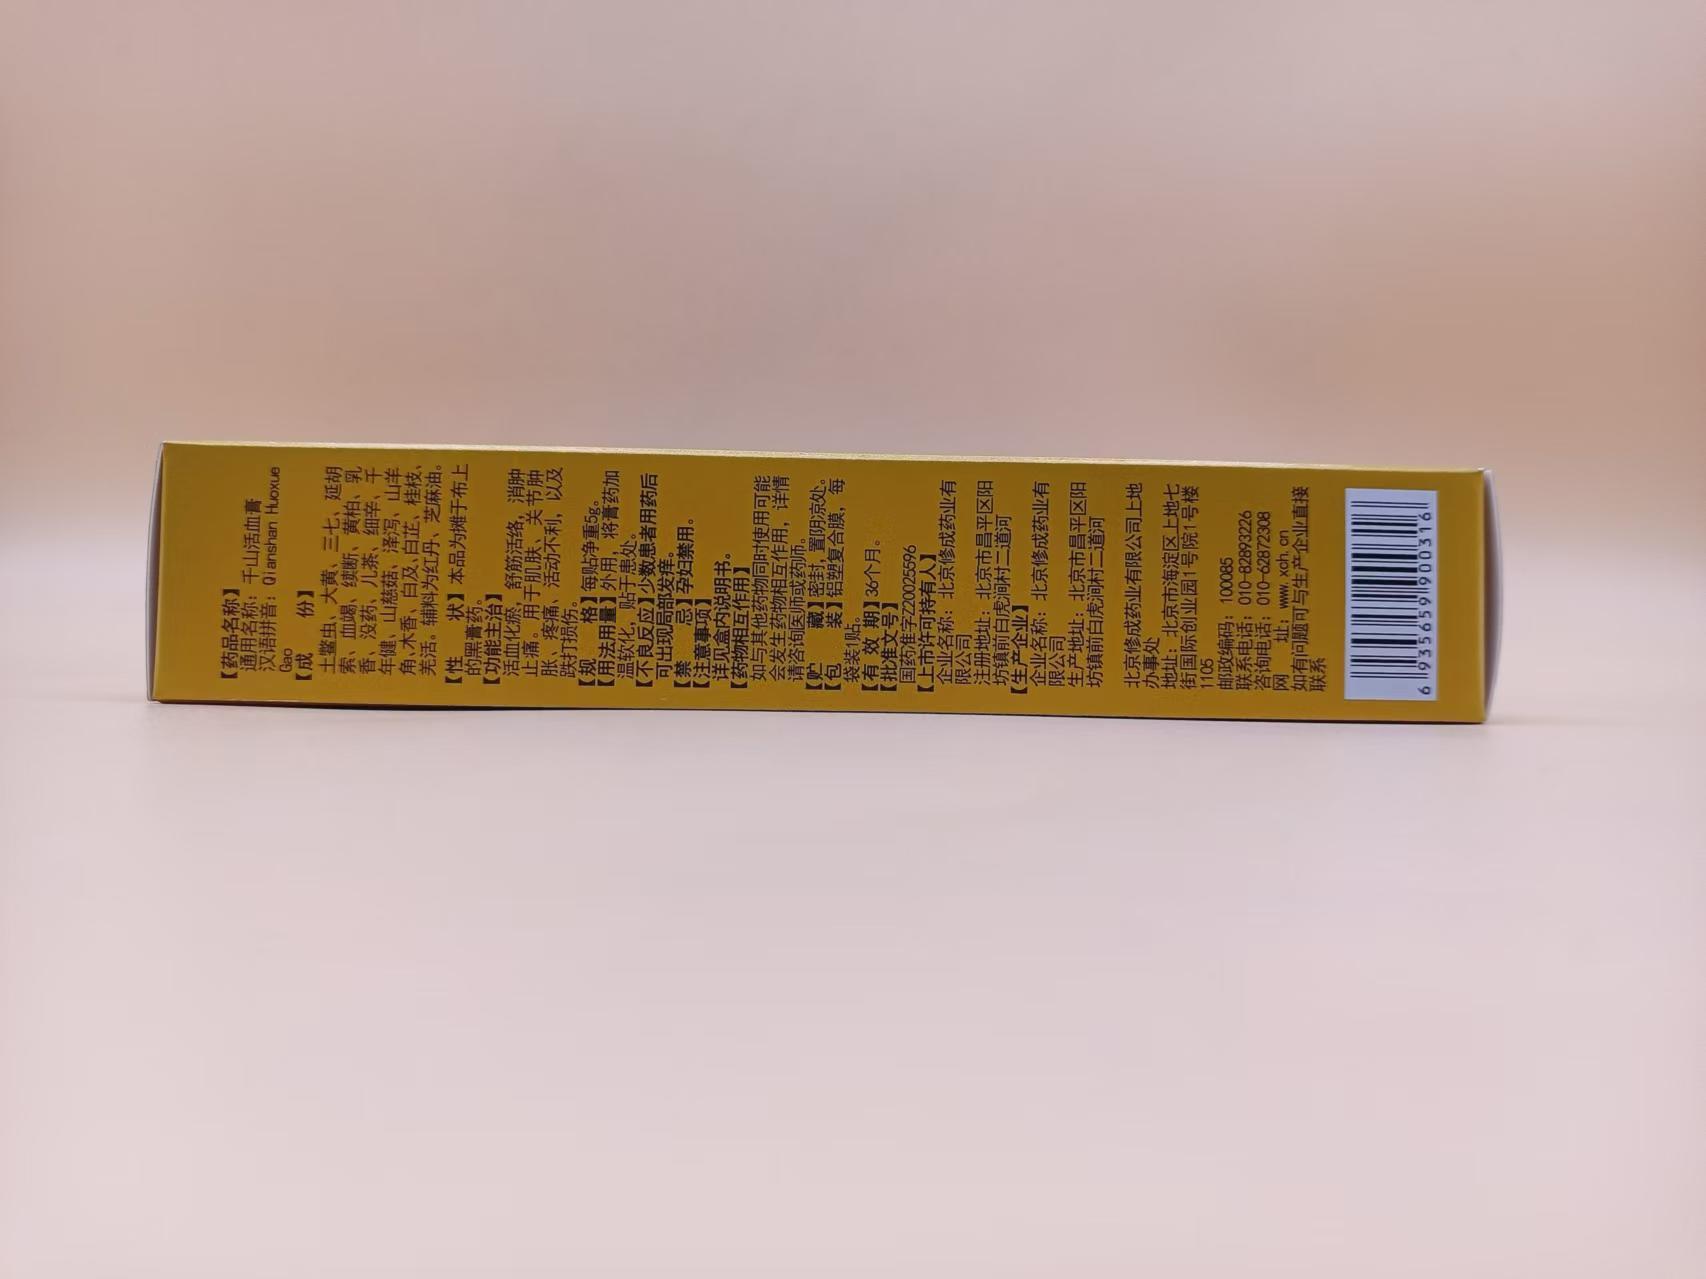 【药品名称】
通用名称：千山活血膏
汉语拼音：Qianshan Huoxue
Gao
【成　　份】
土鳖虫、大黄、三七、延胡
索、血竭、续断、黄柏、乳
香、没药、儿茶、细辛、千
年健、山慈菇、泽泻、山羊
角、木香、白及、白芷、桂枝、
羌活。辅料为红丹、芝麻油。
【性　　状】本品为摊于布上
的黑膏药。
【功能主治】
活血化瘀，舒筋活络，消肿
止痛。用于肌肤、关节肿
胀、疼痛、活动不利，以及
跌打损伤。
【规　　格】每贴净重5g。
【用法用量】外用，将膏药加
温软化，贴于患处。
【不良反应】少数患者用药后
可出现局部发痒。
【禁　　忌】孕妇禁用。
【注意事项】
详见盒内说明书。
【药物相互作用】
如与其他药物同时使用可能
会发生药物相互作用，详情
请咨询医师或药师。
【贮　　藏】密封，置阴凉处。
【包　　装】铝塑复合膜，每
袋装1贴。
【有 效 期】36个月。
【批准文号】
国药准字Z20025596
【上市许可持有人】
企业名称：北京修成药业有
限公司
注册地址：北京市昌平区阳
坊镇前白虎涧村二道河
【生产企业】
企业名称：北京修成药业有
限公司
生产地址：北京市昌平区阳
坊镇前白虎涧村二道河
北京修成药业有限公司上地
办事处
地址：北京市海淀区上地七
街国际创业园1号院1号楼
1105
邮政编码：100085
联系电话：010-82893226
咨询电话：010-62872308
网　　址：www.xch.cn
如有问题可与生产企业直接
联系
6 935659 900316